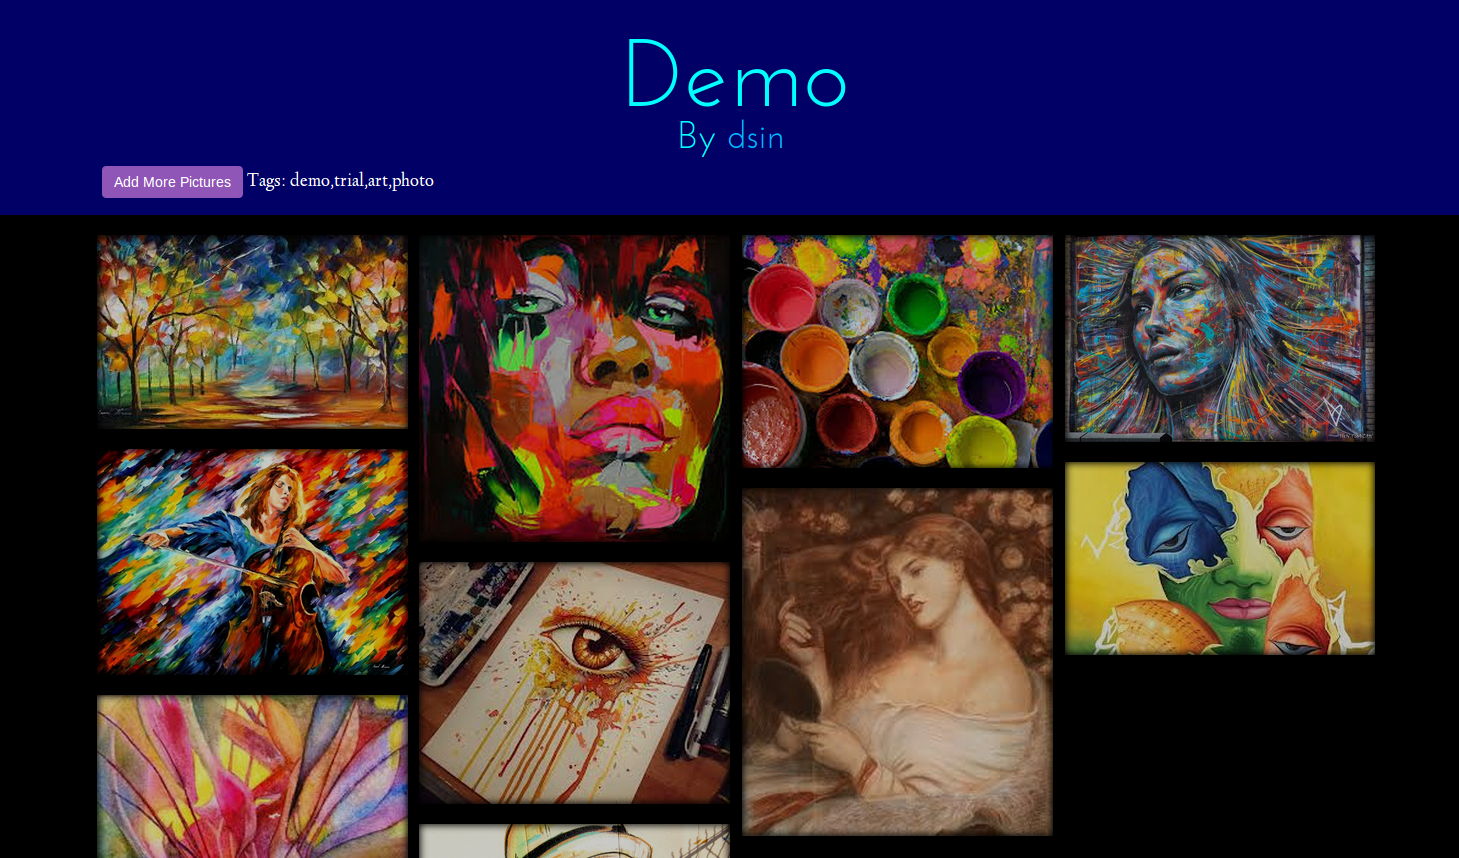 Demo
By dsin
Add More Pictures Tags: demo,trial,art,photo